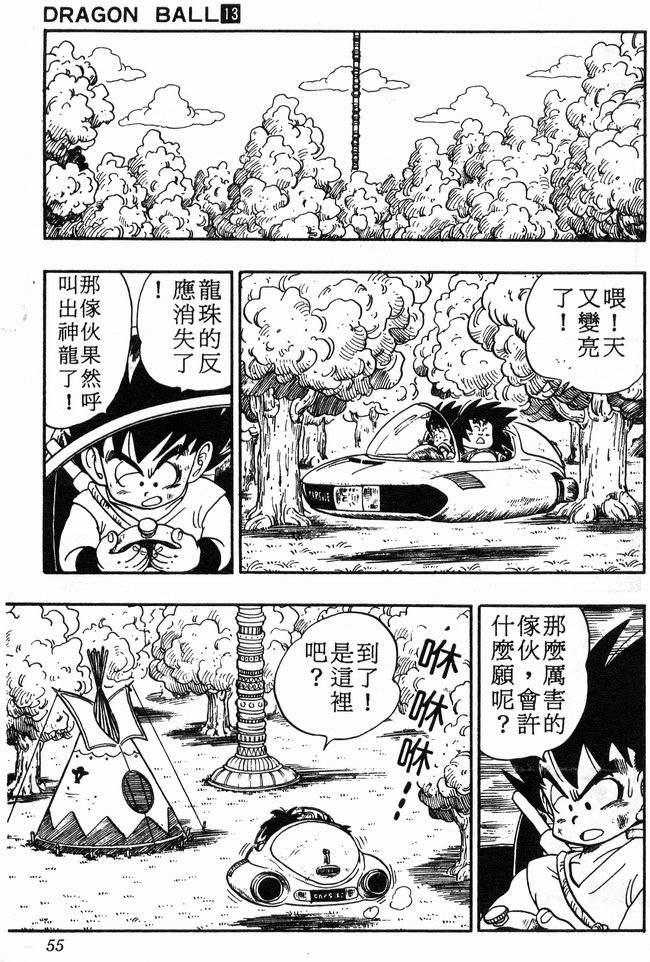 DRAGON BALL 13
喂！天
又變亮
了！
龍珠的反
應消失了
！
那傢伙果然呼
叫出神龍了！
CAPSULE
那麼厲害的
傢伙，會許
什麼願呢？
咻咻咻…
到了！
是這裡
吧？
55